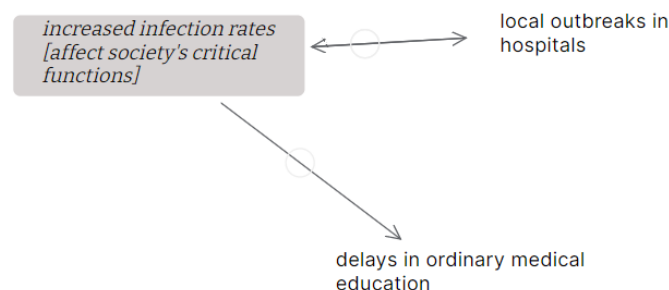 increased infection rates
[affect society's critical
functions]
local outbreaks in
hospitals
delays in ordinary medical
education